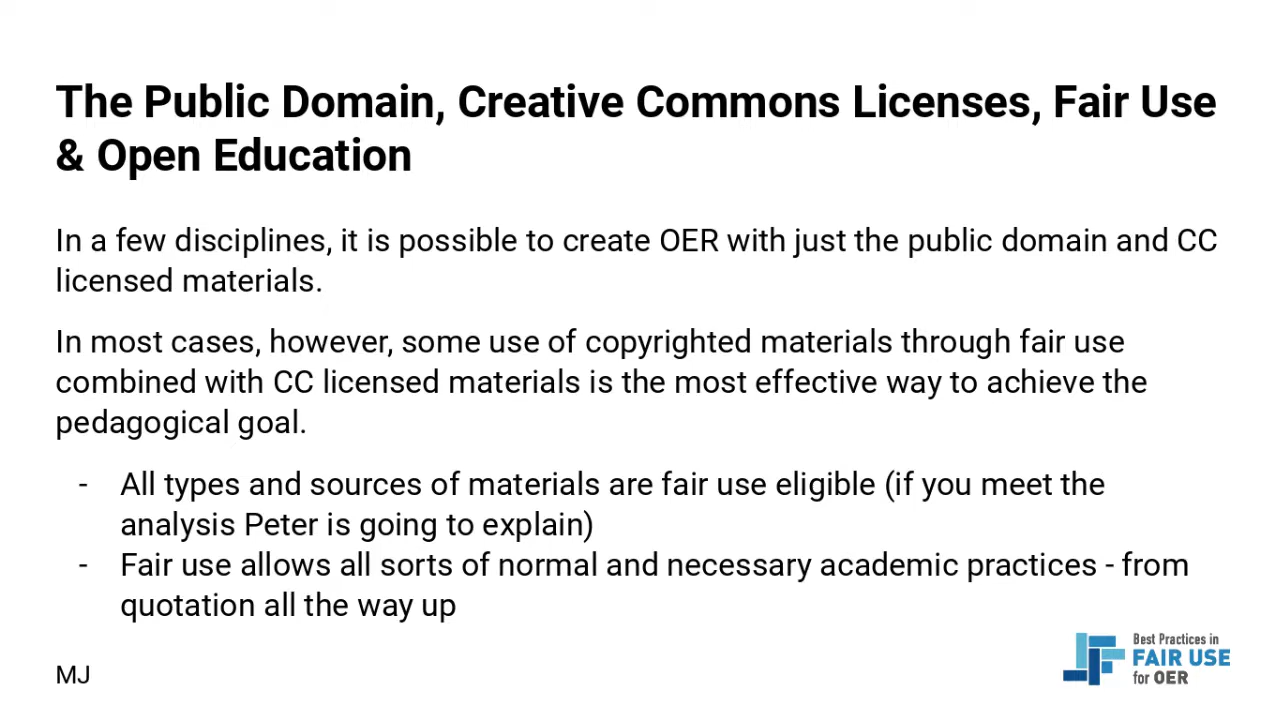 The Public Domain, Creative Commons Licenses, Fair Use
& Open Education
In a few disciplines, it is possible to create OER with just the public domain and CC
licensed materials.
In most cases, however, some use of copyrighted materials through fair use
combined with CC licensed materials is the most effective way to achieve the
pedagogical goal.
- All types and sources of materials are fair use eligible (if you meet the
analysis Peter is going to explain)
- Fair use allows all sorts of normal and necessary academic practices - from
quotation all the way up
MJ
Best Practices in
FAIR USE
for OER